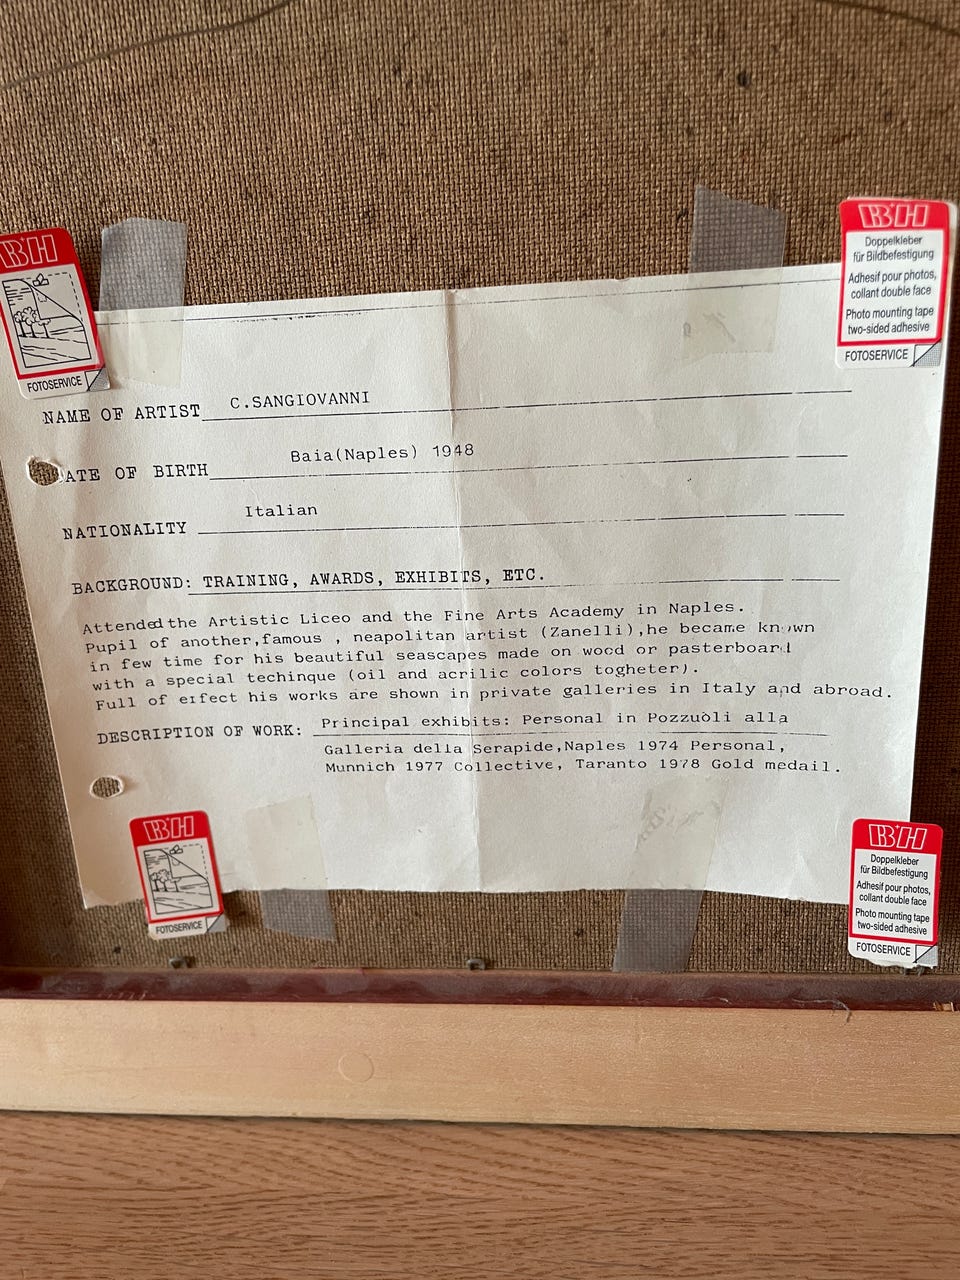 BH
FOTOSERVICE
BH
Doppelkleber
für Bildbefestigung
Adhesif pour photos,
collant double face
Photo mounting tape
two-sided adhesive
FOTOSERVICE
NAME OF ARTIST C.SANGIOVANNI
ATE OF BIRTH Baia(Naples) 1948
NATIONALITY Italian
BACKGROUND: TRAINING, AWARDS, EXHIBITS, ETC.
Attended the Artistic Liceo and the Fine Arts Academy in Naples.
Pupil of another,famous , neapolitan artist (Zanelli),he became known
in few time for his beautiful seascapes made on wood or pasterboard
with a special techinque (oil and acrilic colors togheter).
Full of effect his works are shown in private galleries in Italy and abroad.
DESCRIPTION OF WORK: Principal exhibits: Personal in Pozzuoli alla
Galleria della Serapide,Naples 1974 Personal,
Munnich 1977 Collective, Taranto 1978 Gold medail.
BH
FOTOSERVICE
BH
Doppelkleber
für Bildbefestigung
Adhesif pour photos,
collant double face
Photo mounting tape
two-sided adhesive
FOTOSERVICE